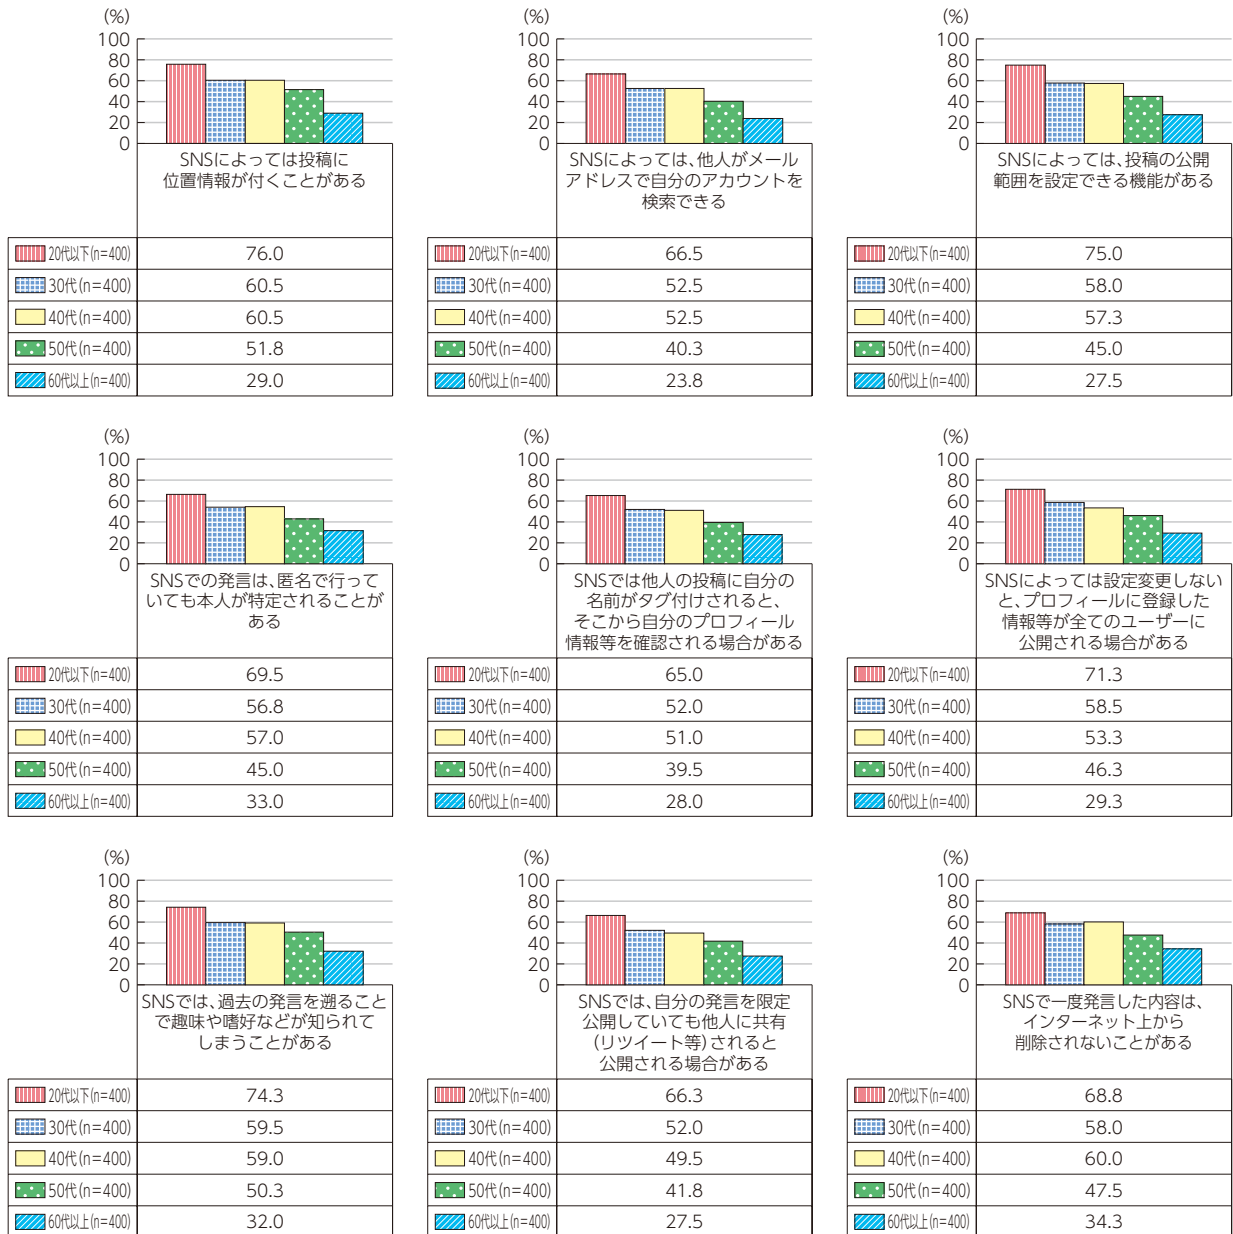 (%)
100
80
60
40
20
0
SNSによっては投稿に
位置情報が付くことがある
20代以下(n=400) 76.0
30代(n=400) 60.5
40代(n=400) 60.5
50代(n=400) 51.8
60代以上(n=400) 29.0
(%)
100
80
60
40
20
0
SNSによっては、他人がメール
アドレスで自分のアカウントを
検索できる
20代以下(n=400) 66.5
30代(n=400) 52.5
40代(n=400) 52.5
50代(n=400) 40.3
60代以上(n=400) 23.8
(%)
100
80
60
40
20
0
SNSによっては、投稿の公開
範囲を設定できる機能がある
20代以下(n=400) 75.0
30代(n=400) 58.0
40代(n=400) 57.3
50代(n=400) 45.0
60代以上(n=400) 27.5
(%)
100
80
60
40
20
0
SNSでの発言は、匿名で行って
いても本人が特定されることが
ある
20代以下(n=400) 69.5
30代(n=400) 56.8
40代(n=400) 57.0
50代(n=400) 45.0
60代以上(n=400) 33.0
(%)
100
80
60
40
20
0
SNSでは他人の投稿に自分の
名前がタグ付けされると、
そこから自分のプロフィール
情報等を確認される場合がある
20代以下(n=400) 65.0
30代(n=400) 52.0
40代(n=400) 51.0
50代(n=400) 39.5
60代以上(n=400) 28.0
(%)
100
80
60
40
20
0
SNSによっては設定変更しない
と、プロフィールに登録した
情報等が全てのユーザーに
公開される場合がある
20代以下(n=400) 71.3
30代(n=400) 58.5
40代(n=400) 53.3
50代(n=400) 46.3
60代以上(n=400) 29.3
(%)
100
80
60
40
20
0
SNSでは、過去の発言を遡ること
で趣味や嗜好などが知られて
しまうことがある
20代以下(n=400) 74.3
30代(n=400) 59.5
40代(n=400) 59.0
50代(n=400) 50.3
60代以上(n=400) 32.0
(%)
100
80
60
40
20
0
SNSでは、自分の発言を限定
公開していても他人に共有
(リツイート等)されると
公開される場合がある
20代以下(n=400) 66.3
30代(n=400) 52.0
40代(n=400) 49.5
50代(n=400) 41.8
60代以上(n=400) 27.5
(%)
100
80
60
40
20
0
SNSで一度発言した内容は、
インターネット上から
削除されないことがある
20代以下(n=400) 68.8
30代(n=400) 58.0
40代(n=400) 60.0
50代(n=400) 47.5
60代以上(n=400) 34.3